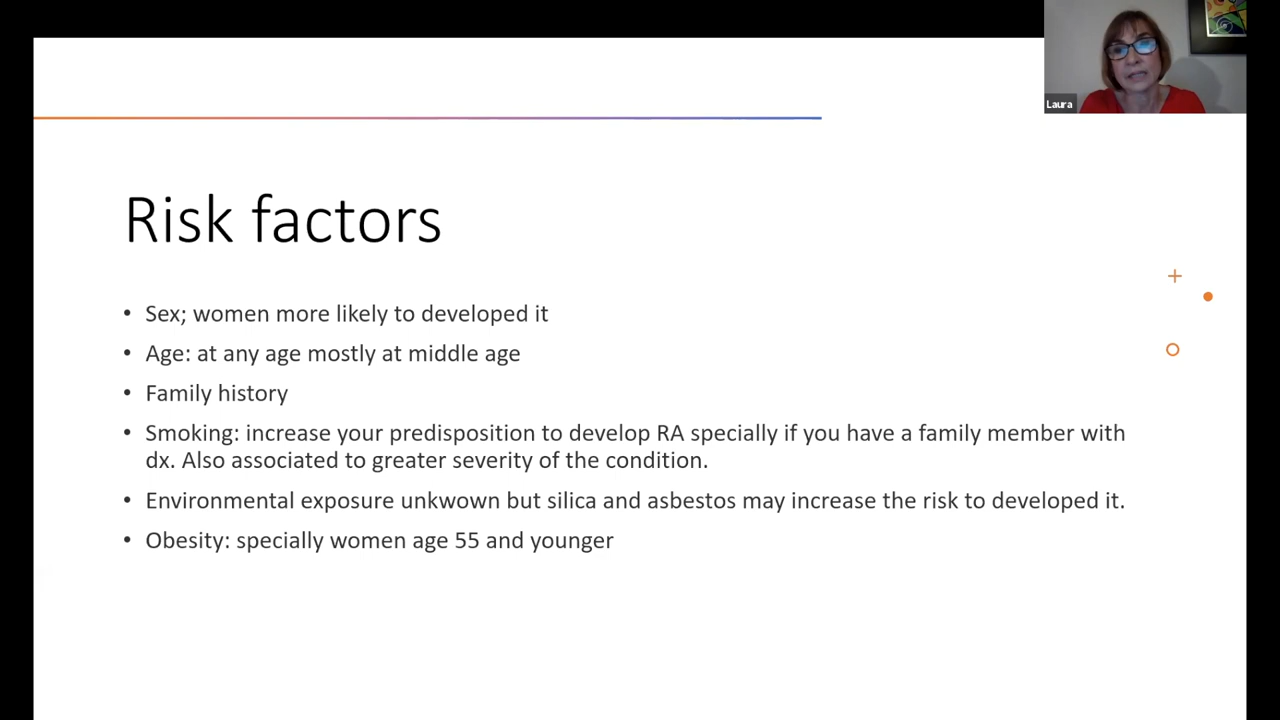 Laura
Risk factors
• Sex; women more likely to developed it
• Age: at any age mostly at middle age
• Family history
• Smoking: increase your predisposition to develop RA specially if you have a family member with
dx. Also associated to greater severity of the condition.
• Environmental exposure unkwown but silica and asbestos may increase the risk to developed it.
• Obesity: specially women age 55 and younger